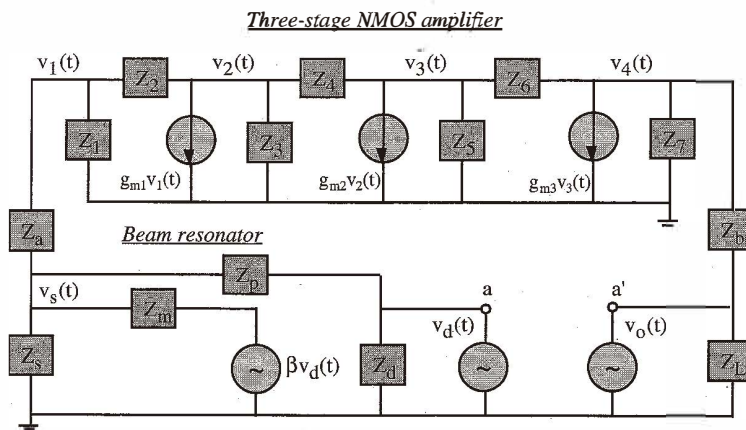 Three-stage NMOS amplifier
v1(t) Z2 v2(t) Z4 v3(t) Z6 v4(t)
Z1 Z3 Z5 Z7
gm1v1(t) gm2v2(t) gm3v3(t)
Za Beam resonator Zb
Zp
vs(t) Zm a a'
vd(t) vo(t)
Zs ~ βvd(t) Zd ~ ~ ZL